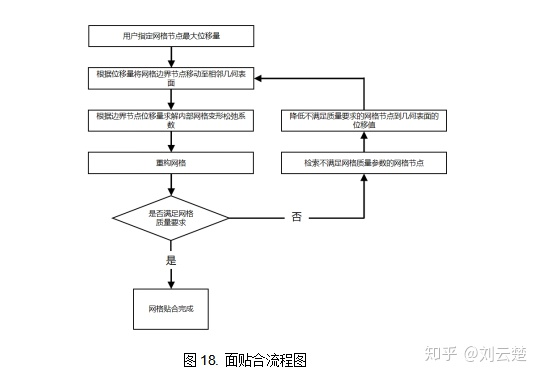 用户指定网格节点最大位移量
根据位移量将网格边界节点移动至相邻几何表
面
根据边界节点位移量求解内部网格变形松弛系
数
重构网格
是否满足网格
质量要求
否
是
网格贴合完成
降低不满足质量要求的网格节点到几何表面的
位移值
检索不满足网格质量参数的网格节点
图 18. 面贴合流程图
知乎 @刘云楚